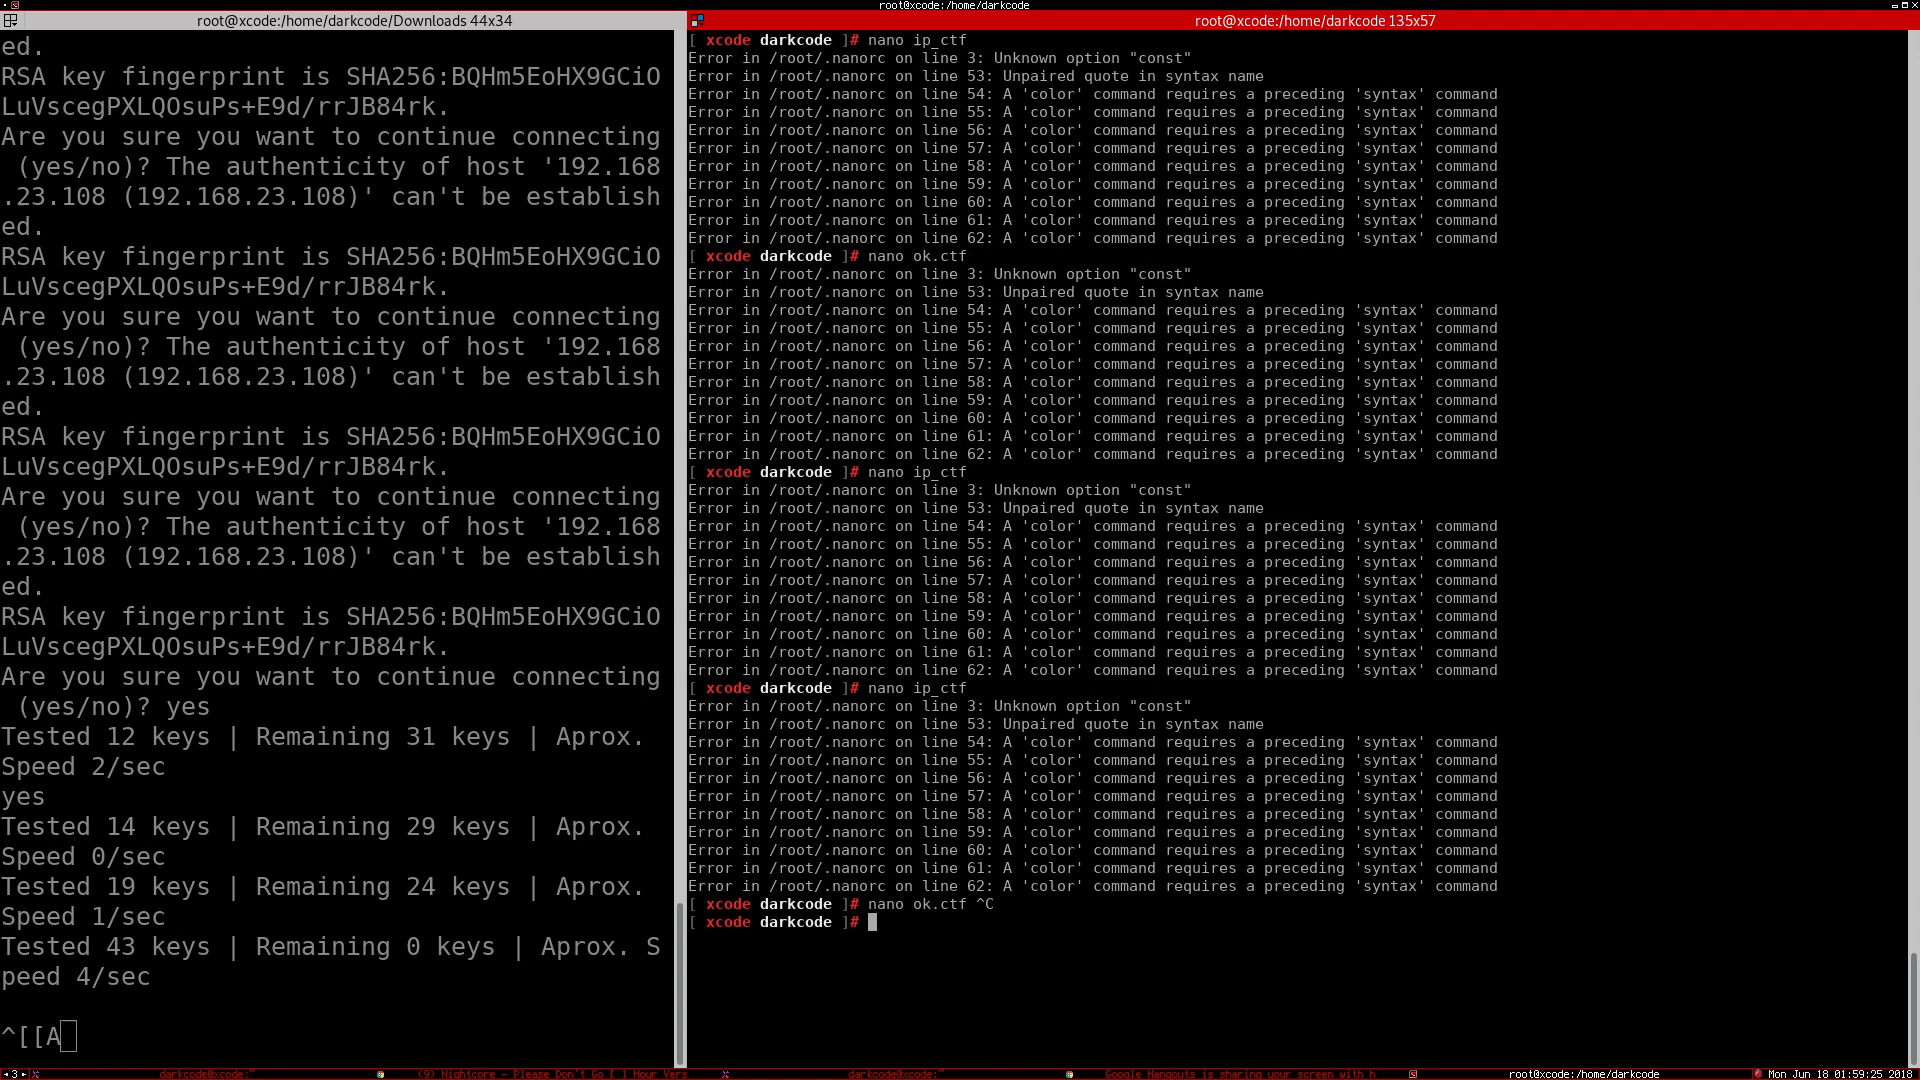 root@xcode:/home/darkcode
root@xcode:/home/darkcode/Downloads 44x34
ed.
RSA key fingerprint is SHA256:BQHm5EoHX9GCiO
LuVscegPXLQOsuPs+E9d/rrJB84rk.
Are you sure you want to continue connecting
 (yes/no)? The authenticity of host '192.168
.23.108 (192.168.23.108)' can't be establish
ed.
RSA key fingerprint is SHA256:BQHm5EoHX9GCiO
LuVscegPXLQOsuPs+E9d/rrJB84rk.
Are you sure you want to continue connecting
 (yes/no)? The authenticity of host '192.168
.23.108 (192.168.23.108)' can't be establish
ed.
RSA key fingerprint is SHA256:BQHm5EoHX9GCiO
LuVscegPXLQOsuPs+E9d/rrJB84rk.
Are you sure you want to continue connecting
 (yes/no)? The authenticity of host '192.168
.23.108 (192.168.23.108)' can't be establish
ed.
RSA key fingerprint is SHA256:BQHm5EoHX9GCiO
LuVscegPXLQOsuPs+E9d/rrJB84rk.
Are you sure you want to continue connecting
 (yes/no)? yes
Tested 12 keys | Remaining 31 keys | Aprox.
Speed 2/sec
yes
Tested 14 keys | Remaining 29 keys | Aprox.
Speed 0/sec
Tested 19 keys | Remaining 24 keys | Aprox.
Speed 1/sec
Tested 43 keys | Remaining 0 keys | Aprox. S
peed 4/sec
^[[A
root@xcode:/home/darkcode 135x57
[ xcode darkcode ]# nano ip_ctf
Error in /root/.nanorc on line 3: Unknown option "const"
Error in /root/.nanorc on line 53: Unpaired quote in syntax name
Error in /root/.nanorc on line 54: A 'color' command requires a preceding 'syntax' command
Error in /root/.nanorc on line 55: A 'color' command requires a preceding 'syntax' command
Error in /root/.nanorc on line 56: A 'color' command requires a preceding 'syntax' command
Error in /root/.nanorc on line 57: A 'color' command requires a preceding 'syntax' command
Error in /root/.nanorc on line 58: A 'color' command requires a preceding 'syntax' command
Error in /root/.nanorc on line 59: A 'color' command requires a preceding 'syntax' command
Error in /root/.nanorc on line 60: A 'color' command requires a preceding 'syntax' command
Error in /root/.nanorc on line 61: A 'color' command requires a preceding 'syntax' command
Error in /root/.nanorc on line 62: A 'color' command requires a preceding 'syntax' command
[ xcode darkcode ]# nano ok.ctf
Error in /root/.nanorc on line 3: Unknown option "const"
Error in /root/.nanorc on line 53: Unpaired quote in syntax name
Error in /root/.nanorc on line 54: A 'color' command requires a preceding 'syntax' command
Error in /root/.nanorc on line 55: A 'color' command requires a preceding 'syntax' command
Error in /root/.nanorc on line 56: A 'color' command requires a preceding 'syntax' command
Error in /root/.nanorc on line 57: A 'color' command requires a preceding 'syntax' command
Error in /root/.nanorc on line 58: A 'color' command requires a preceding 'syntax' command
Error in /root/.nanorc on line 59: A 'color' command requires a preceding 'syntax' command
Error in /root/.nanorc on line 60: A 'color' command requires a preceding 'syntax' command
Error in /root/.nanorc on line 61: A 'color' command requires a preceding 'syntax' command
Error in /root/.nanorc on line 62: A 'color' command requires a preceding 'syntax' command
[ xcode darkcode ]# nano ip_ctf
Error in /root/.nanorc on line 3: Unknown option "const"
Error in /root/.nanorc on line 53: Unpaired quote in syntax name
Error in /root/.nanorc on line 54: A 'color' command requires a preceding 'syntax' command
Error in /root/.nanorc on line 55: A 'color' command requires a preceding 'syntax' command
Error in /root/.nanorc on line 56: A 'color' command requires a preceding 'syntax' command
Error in /root/.nanorc on line 57: A 'color' command requires a preceding 'syntax' command
Error in /root/.nanorc on line 58: A 'color' command requires a preceding 'syntax' command
Error in /root/.nanorc on line 59: A 'color' command requires a preceding 'syntax' command
Error in /root/.nanorc on line 60: A 'color' command requires a preceding 'syntax' command
Error in /root/.nanorc on line 61: A 'color' command requires a preceding 'syntax' command
Error in /root/.nanorc on line 62: A 'color' command requires a preceding 'syntax' command
[ xcode darkcode ]# nano ip_ctf
Error in /root/.nanorc on line 3: Unknown option "const"
Error in /root/.nanorc on line 53: Unpaired quote in syntax name
Error in /root/.nanorc on line 54: A 'color' command requires a preceding 'syntax' command
Error in /root/.nanorc on line 55: A 'color' command requires a preceding 'syntax' command
Error in /root/.nanorc on line 56: A 'color' command requires a preceding 'syntax' command
Error in /root/.nanorc on line 57: A 'color' command requires a preceding 'syntax' command
Error in /root/.nanorc on line 58: A 'color' command requires a preceding 'syntax' command
Error in /root/.nanorc on line 59: A 'color' command requires a preceding 'syntax' command
Error in /root/.nanorc on line 60: A 'color' command requires a preceding 'syntax' command
Error in /root/.nanorc on line 61: A 'color' command requires a preceding 'syntax' command
Error in /root/.nanorc on line 62: A 'color' command requires a preceding 'syntax' command
[ xcode darkcode ]# nano ok.ctf ^C
[ xcode darkcode ]#
3 darkcode@xcode:~ (9) Nightcore - Please Don't Go [ 1 Hour Vers darkcode@xcode:~ Google Hangouts is sharing your screen with h root@xcode:/home/darkcode Mon Jun 18 01:59:25 2018